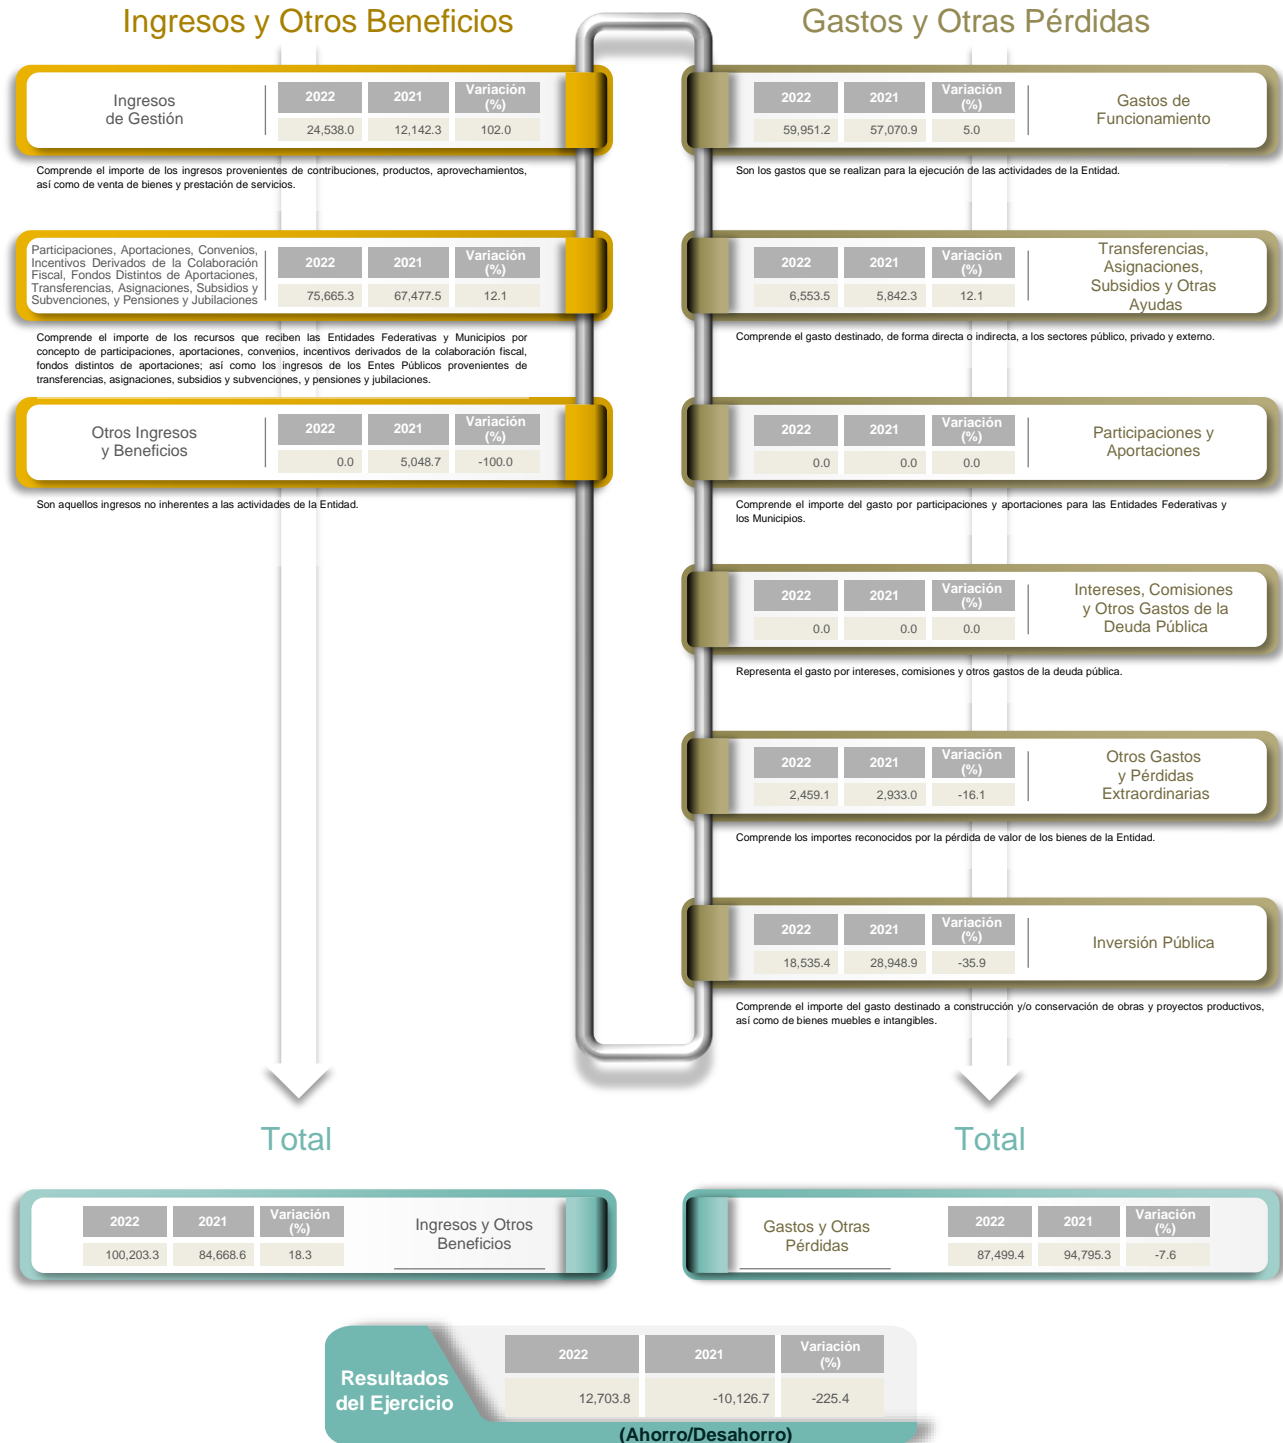 Ingresos y Otros Beneficios
Ingresos
de Gestión
2022 2021 Variación (%)
24,538.0 12,142.3 102.0
Comprende el importe de los ingresos provenientes de contribuciones, productos, aprovechamientos,
así como de venta de bienes y prestación de servicios.
Participaciones, Aportaciones, Convenios,
Incentivos Derivados de la Colaboración
Fiscal, Fondos Distintos de Aportaciones,
Transferencias, Asignaciones, Subsidios y
Subvenciones, y Pensiones y Jubilaciones
2022 2021 Variación (%)
75,665.3 67,477.5 12.1
Comprende el importe de los recursos que reciben las Entidades Federativas y Municipios por
concepto de participaciones, aportaciones, convenios, incentivos derivados de la colaboración fiscal,
fondos distintos de aportaciones; así como los ingresos de los Entes Públicos provenientes de
transferencias, asignaciones, subsidios y subvenciones, y pensiones y jubilaciones.
Otros Ingresos
y Beneficios
2022 2021 Variación (%)
0.0 5,048.7 -100.0
Son aquellos ingresos no inherentes a las actividades de la Entidad.
Gastos y Otras Pérdidas
2022 2021 Variación (%)
59,951.2 57,070.9 5.0
Gastos de
Funcionamiento
Son los gastos que se realizan para la ejecución de las actividades de la Entidad.
2022 2021 Variación (%)
6,553.5 5,842.3 12.1
Transferencias,
Asignaciones,
Subsidios y Otras
Ayudas
Comprende el gasto destinado, de forma directa o indirecta, a los sectores público, privado y externo.
2022 2021 Variación (%)
0.0 0.0 0.0
Participaciones y
Aportaciones
Comprende el importe del gasto por participaciones y aportaciones para las Entidades Federativas y
los Municipios.
2022 2021 Variación (%)
0.0 0.0 0.0
Intereses, Comisiones
y Otros Gastos de la
Deuda Pública
Representa el gasto por intereses, comisiones y otros gastos de la deuda pública.
2022 2021 Variación (%)
2,459.1 2,933.0 -16.1
Otros Gastos
y Pérdidas
Extraordinarias
Comprende los importes reconocidos por la pérdida de valor de los bienes de la Entidad.
2022 2021 Variación (%)
18,535.4 28,948.9 -35.9
Inversión Pública
Comprende el importe del gasto destinado a construcción y/o conservación de obras y proyectos productivos,
así como de bienes muebles e intangibles.
Total
2022 2021 Variación (%)
100,203.3 84,668.6 18.3
Ingresos y Otros
Beneficios
Total
Gastos y Otras
Pérdidas
2022 2021 Variación (%)
87,499.4 94,795.3 -7.6
Resultados
del Ejercicio
2022 2021 Variación (%)
12,703.8 -10,126.7 -225.4
(Ahorro/Desahorro)